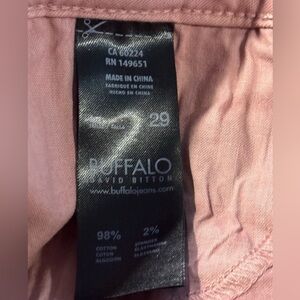 CA 60224
RN 149651
MADE IN CHINA
FABRIQUÉ EN CHINE
HECHO EN CHINA
29
BUFFALO
DAVID BITTON
www.buffalojeans.com
98% 2%
COTTON
COTON
ALGODÓN